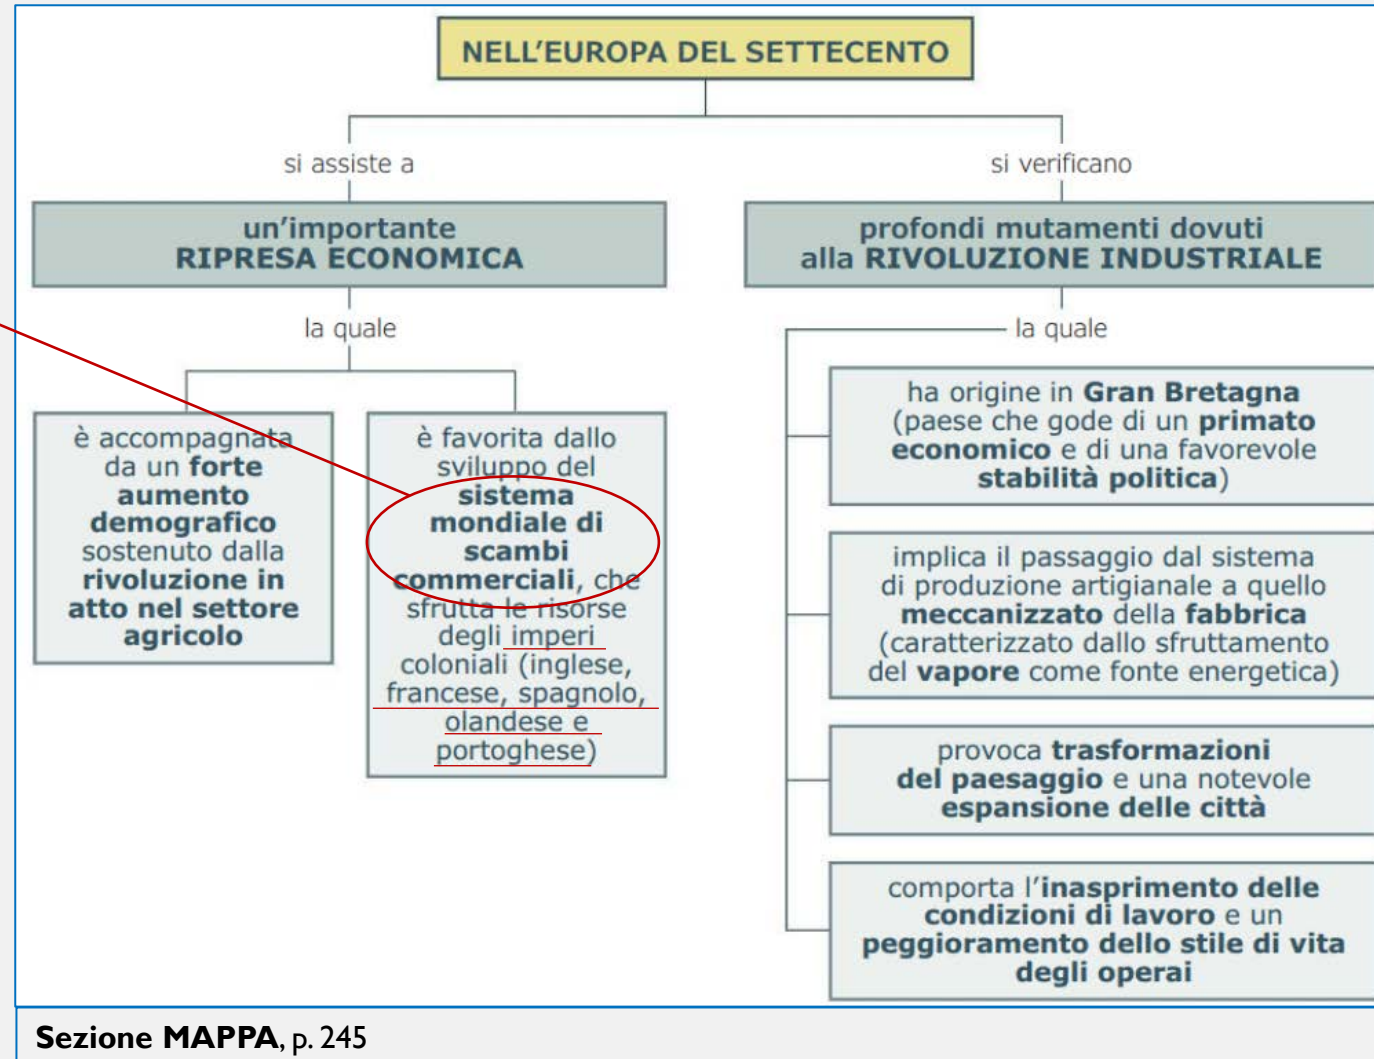 NELL’EUROPA DEL SETTECENTO
si assiste a
un’importante
RIPRESA ECONOMICA
la quale
è accompagnata
da un forte
aumento
demografico
sostenuto dalla
rivoluzione in
atto nel settore
agricolo
è favorita dallo
sviluppo del
sistema
mondiale di
scambi
commerciali, che
sfrutta le risorse
degli imperi
coloniali (inglese,
francese, spagnolo,
olandese e
portoghese)
si verificano
profondi mutamenti dovuti
alla RIVOLUZIONE INDUSTRIALE
la quale
ha origine in Gran Bretagna
(paese che gode di un primato
economico e di una favorevole
stabilità politica)
implica il passaggio dal sistema
di produzione artigianale a quello
meccanizzato della fabbrica
(caratterizzato dallo sfruttamento
del vapore come fonte energetica)
provoca trasformazioni
del paesaggio e una notevole
espansione delle città
comporta l’inasprimento delle
condizioni di lavoro e un
peggioramento dello stile di vita
degli operai
Sezione MAPPA, p. 245